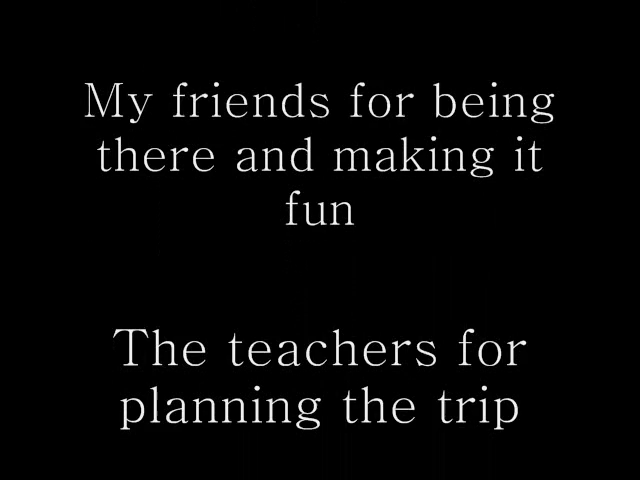 My friends for being
there and making it
fun
The teachers for
planning the trip